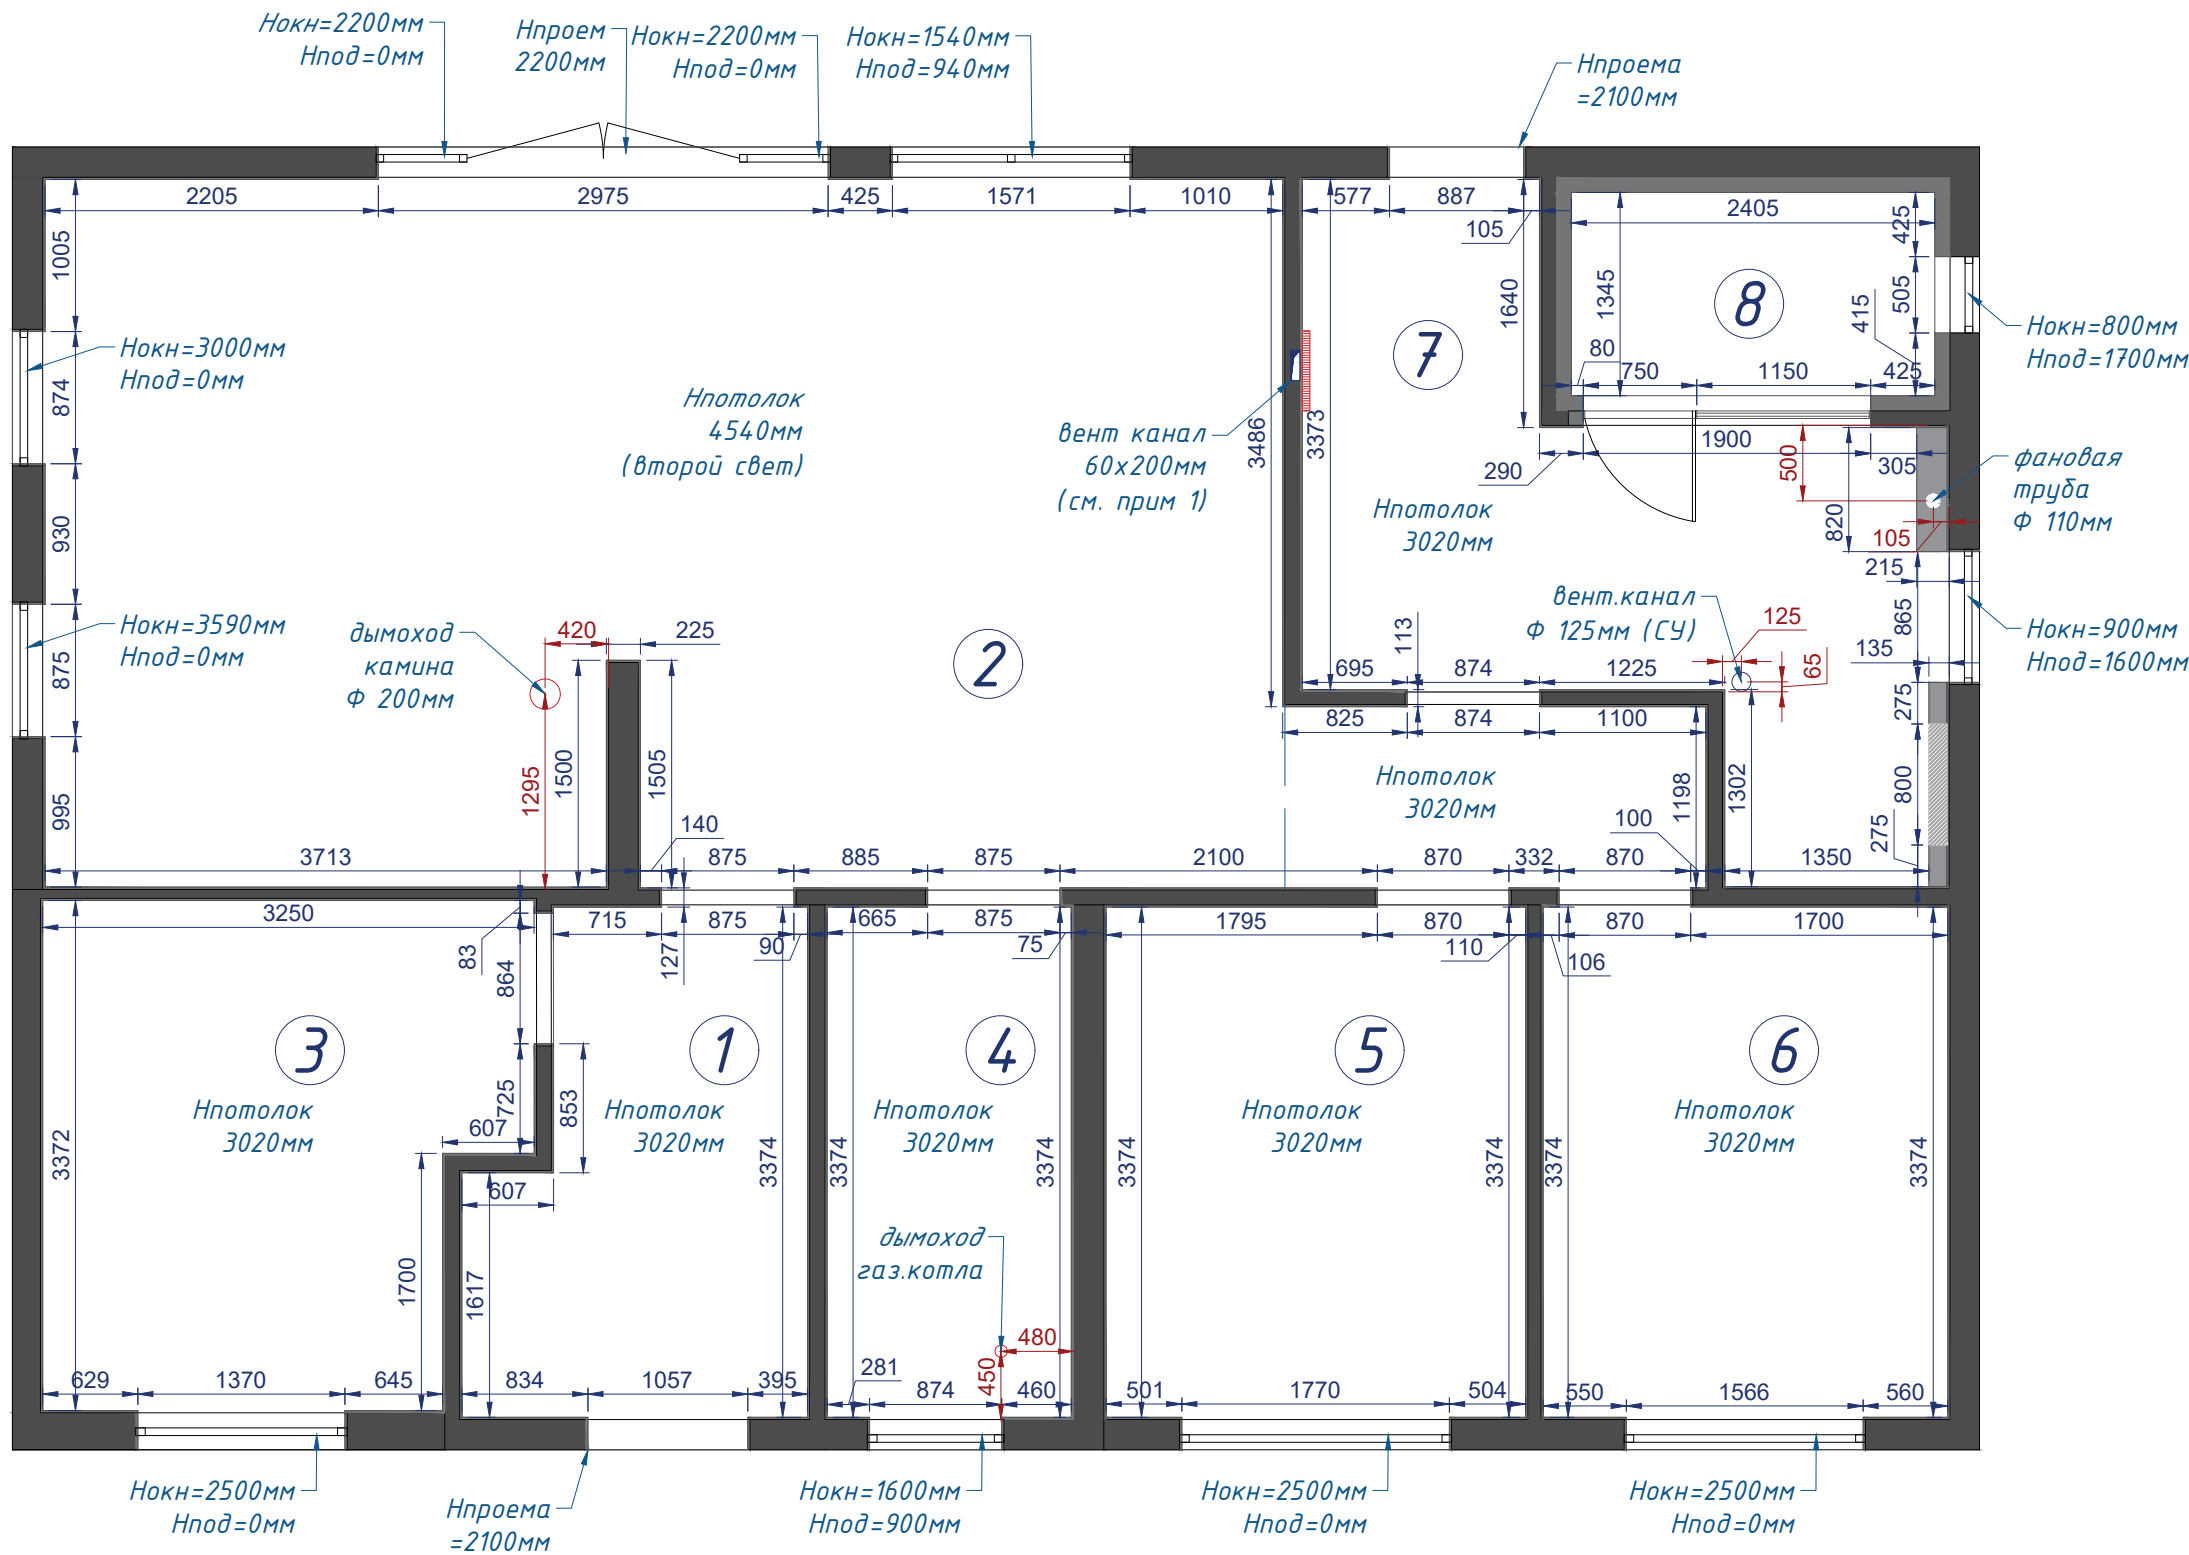 Нокн=2200мм
Нпод=0мм
Нпроем
2200мм
Нокн=2200мм
Нпод=0мм
Нокн=1540мм
Нпод=940мм
Нпроема
=2100мм
2205
2975
425
1571
1010
577
887
105
2405
425
1005
874
930
875
995
Нокн=3000мм
Нпод=0мм
Нпотолок
4540мм
(второй свет)
вент канал
60х200мм
(см. прим 1)
3486
3373
1640
7
8
1345
505
415
80
750
1150
425
Нокн=800мм
Нпод=1700мм
290
1900
500
305
820
фановая
труба
Ф 110мм
105
215
Нпотолок
3020мм
вент.канал
Ф 125мм (СУ)
125
65
865
135
Нокн=900мм
Нпод=1600мм
Нокн=3590мм
Нпод=0мм
дымоход
камина
Ф 200мм
420
225
2
113
695
874
1225
825
874
1100
275
800
275
1295
1500
1505
Нпотолок
3020мм
1198
1302
100
140
3713
875
885
875
2100
870
332
870
1350
3250
83
864
715
875
90
127
665
875
75
1795
870
110
106
870
1700
3
1
4
5
6
Нпотолок
3020мм
Нпотолок
3020мм
Нпотолок
3020мм
Нпотолок
3020мм
Нпотолок
3020мм
3372
725
607
853
607
3374
3374
3374
3374
3374
3374
3374
1700
1617
дымоход
газ.котла
480
450
629
1370
645
834
1057
395
281
874
460
501
1770
504
550
1566
560
Нокн=2500мм
Нпод=0мм
Нпроема
=2100мм
Нокн=1600мм
Нпод=900мм
Нокн=2500мм
Нпод=0мм
Нокн=2500мм
Нпод=0мм